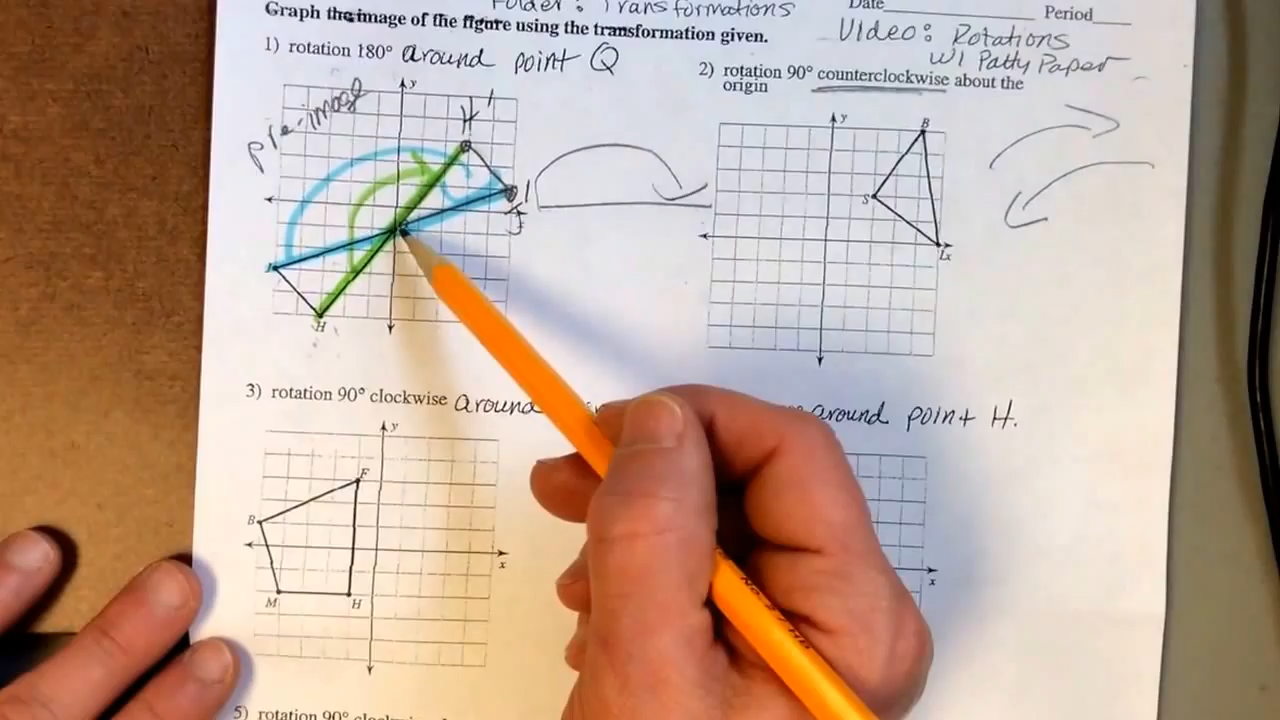 Folder: Transformations
Date Period
Graph the image of the figure using the transformation given.
Video: Rotations
w/ Patty Paper
1) rotation 180° around point Q
2) rotation 90° counterclockwise about the
origin
pre-image
y
H'
J'
J
H
y
B
S
L
x
3) rotation 90° clockwise around
around point H.
y
F
B
M
H
x
x
5) rotation 90°